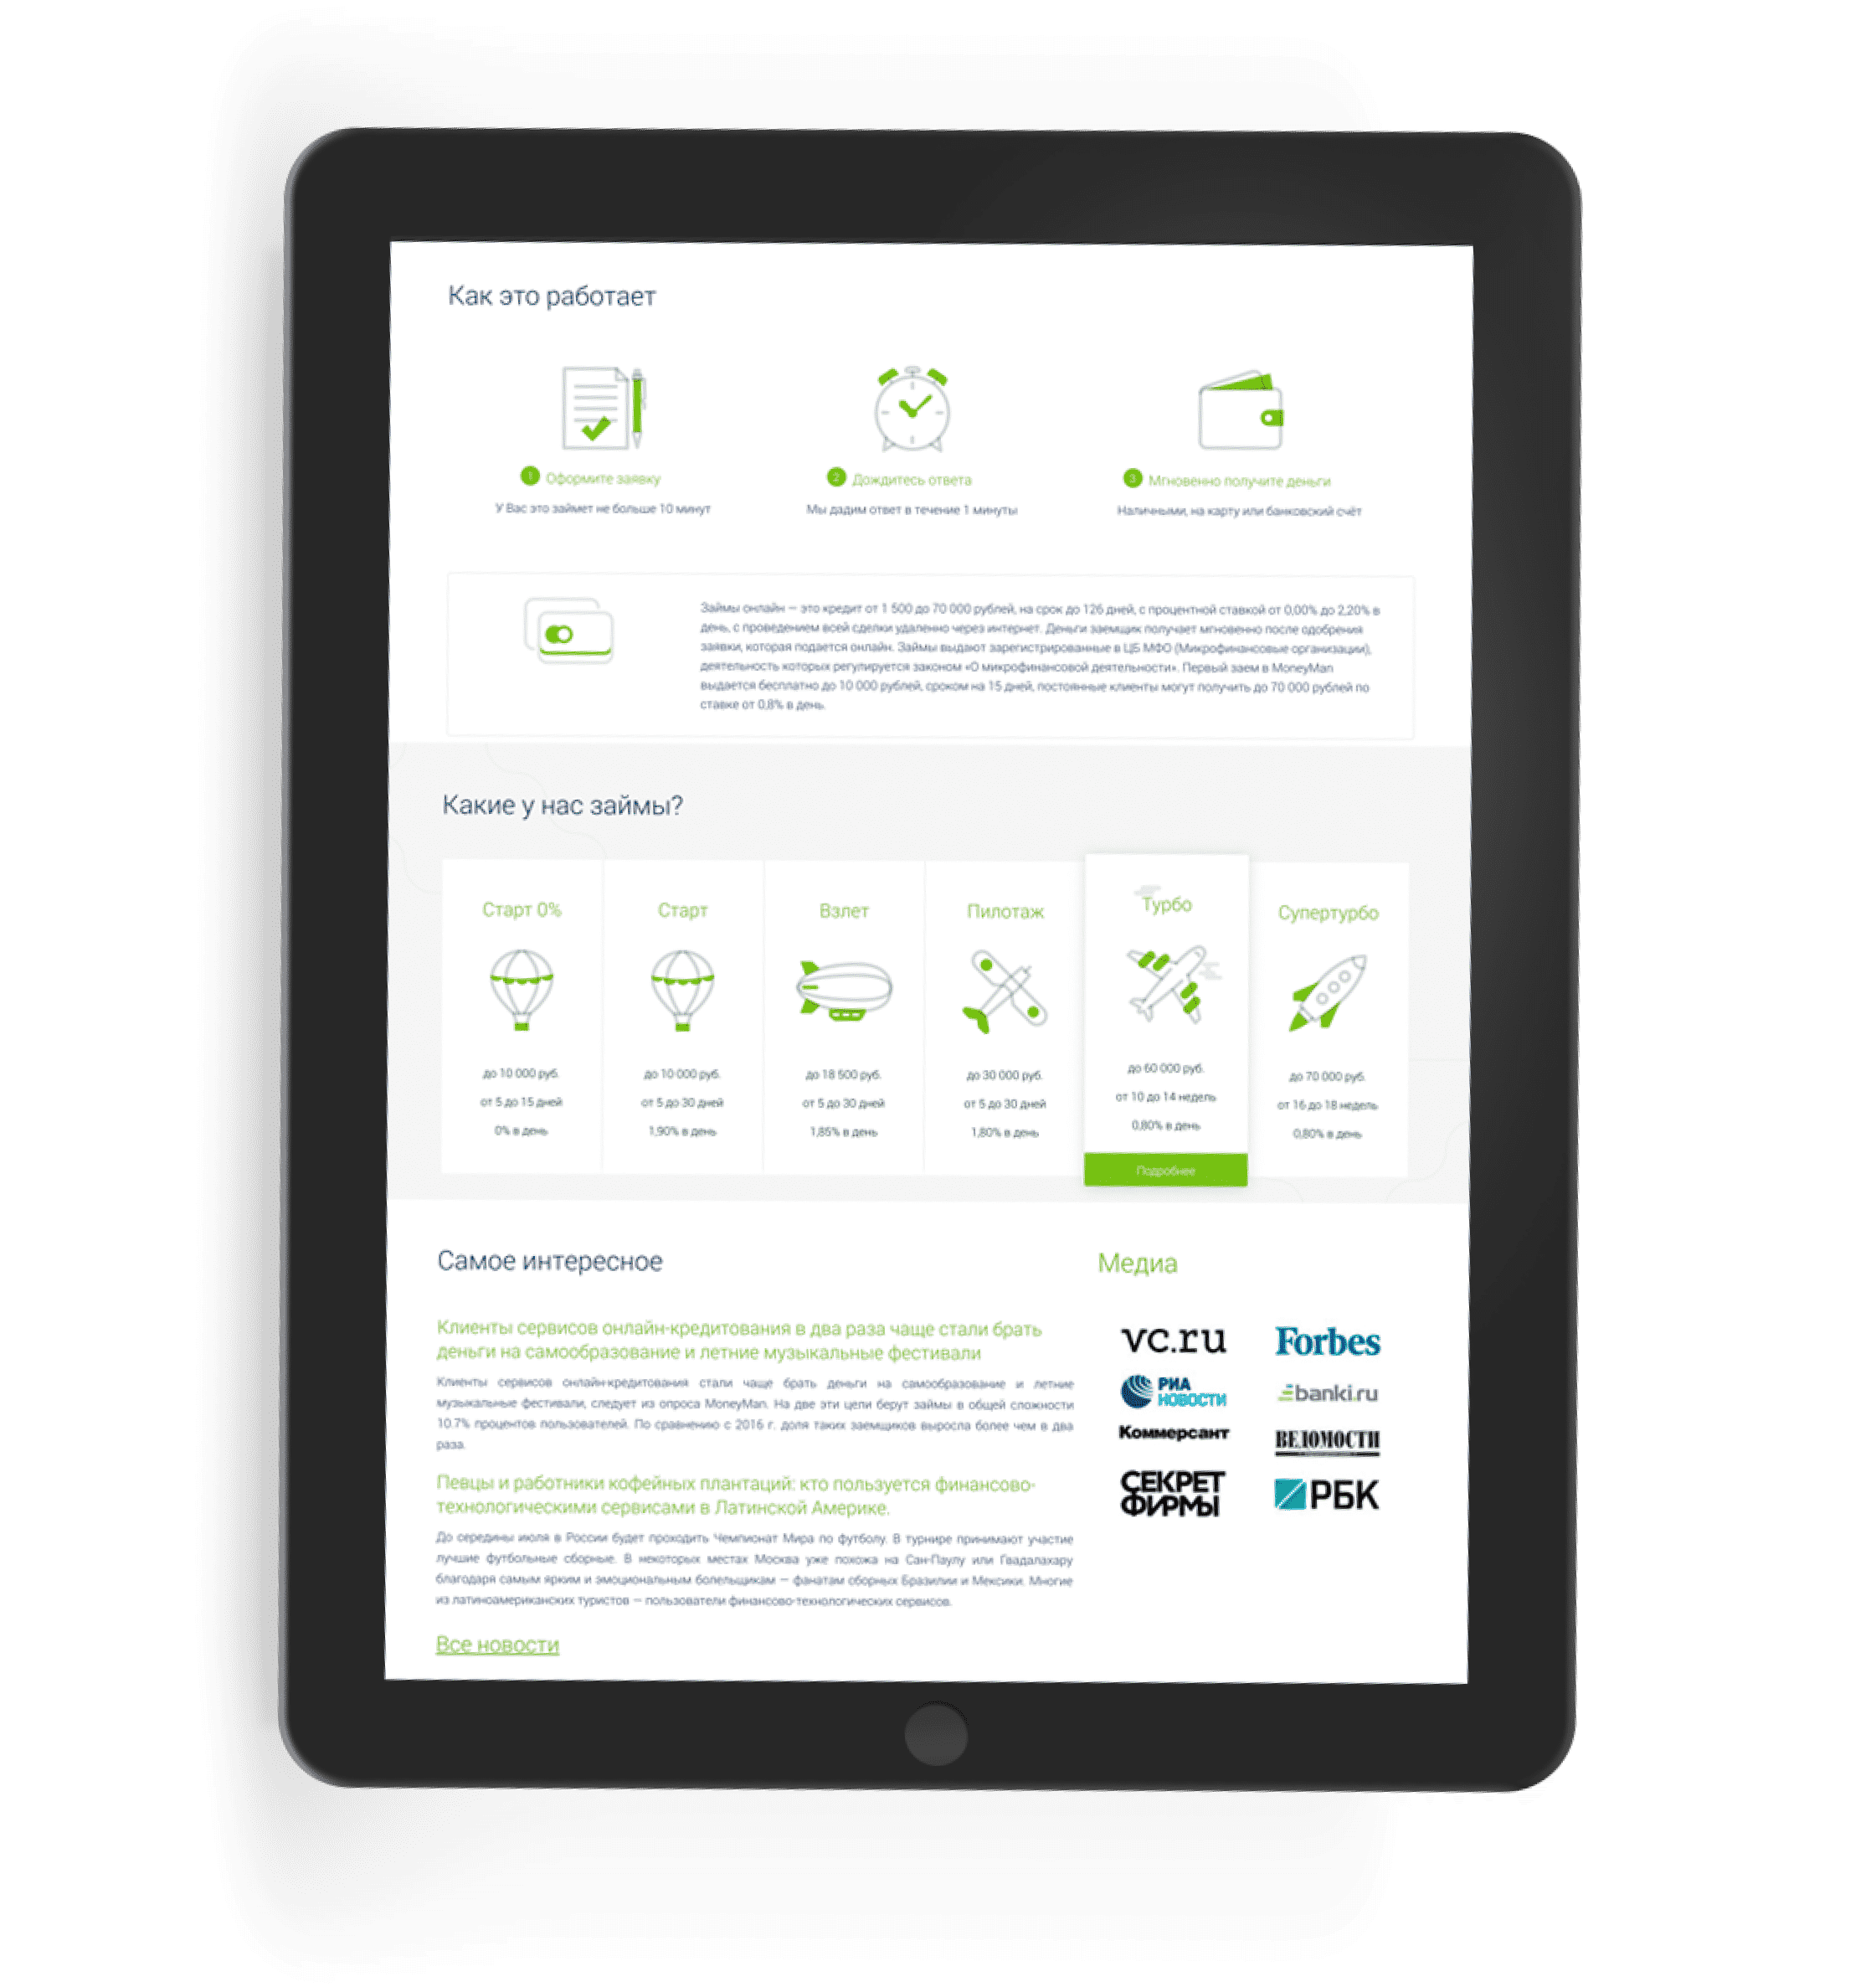 Как это работает
1 Оформите заявку
У Вас это займет не больше 10 минут
2 Дождитесь ответа
Мы дадим ответ в течение 1 минуты
3 Мгновенно получите деньги
Наличными, на карту или банковский счёт
Займы онлайн — это кредит от 1 500 до 70 000 рублей, на срок до 126 дней, с процентной ставкой от 0,00% до 2,20% в
день, с проведением всей сделки удаленно через интернет. Деньги заемщик получает мгновенно после одобрения
заявки, которая подается онлайн. Займы выдают зарегистрированные в ЦБ МФО (Микрофинансовые организации),
деятельность которых регулируется законом «О микрофинансовой деятельности». Первый заем в MoneyMan
выдается бесплатно до 10 000 рублей, сроком на 15 дней, постоянные клиенты могут получить до 70 000 рублей по
ставке от 0,8% в день.
Какие у нас займы?
Старт 0%
до 10 000 руб.
от 5 до 15 дней
0% в день
Старт
до 10 000 руб.
от 5 до 30 дней
1,90% в день
Взлет
до 18 500 руб.
от 5 до 30 дней
1,85% в день
Пилотаж
до 30 000 руб.
от 5 до 30 дней
1,80% в день
Турбо
до 60 000 руб.
от 10 до 14 недель
0,80% в день
Подробнее
Супертурбо
до 70 000 руб.
от 16 до 18 недель
0,80% в день
Самое интересное
Клиенты сервисов онлайн-кредитования в два раза чаще стали брать
деньги на самообразование и летние музыкальные фестивали
Клиенты сервисов онлайн-кредитования стали чаще брать деньги на самообразование и летние
музыкальные фестивали, следует из опроса MoneyMan. На две эти цели берут займы в общей сложности
10.7% процентов пользователей. По сравнению с 2016 г. доля таких заемщиков выросла более чем в два
раза.
Певцы и работники кофейных плантаций: кто пользуется финансово-
технологическими сервисами в Латинской Америке.
До середины июля в России будет проходить Чемпионат Мира по футболу. В турнире принимают участие
лучшие футбольные сборные. В некоторых местах Москва уже похожа на Сан-Паулу или Гвадалахару
благодаря самым ярким и эмоциональным болельщикам — фанатам сборных Бразилии и Мексики. Многие
из латиноамериканских туристов — пользователи финансово-технологических сервисов.
Все новости
Медиа
vc.ru
Forbes
РИА
НОВОСТИ
banki.ru
Коммерсант
ВЕДОМОСТИ
СЕКРЕТ
ФИРМЫ
РБК